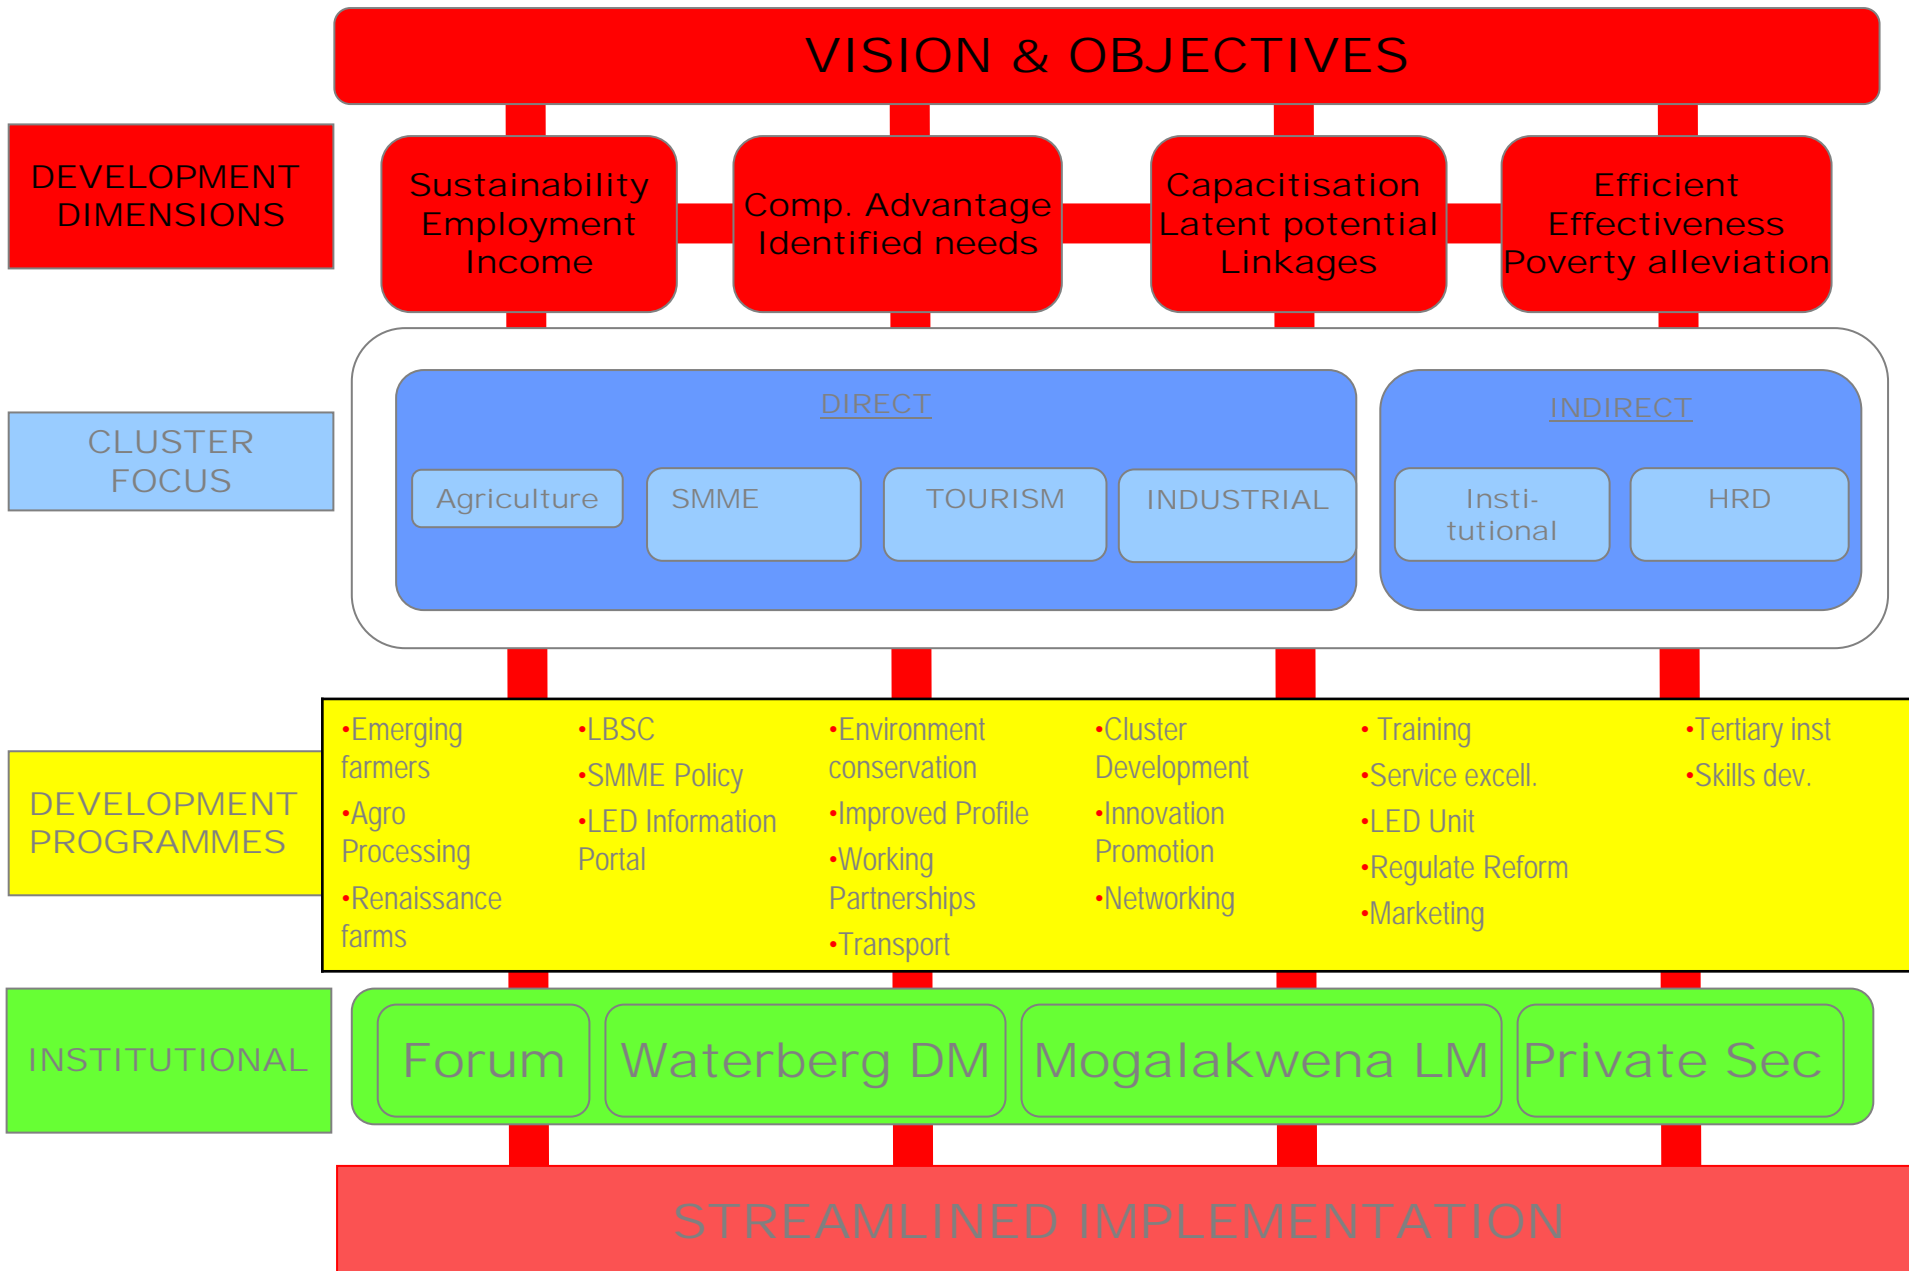 VISION & OBJECTIVES
DEVELOPMENT
DIMENSIONS
Sustainability
Employment
Income
Comp. Advantage
Identified needs
Capacitisation
Latent potential
Linkages
Efficient
Effectiveness
Poverty alleviation
CLUSTER
FOCUS
DIRECT
Agriculture
SMME
TOURISM
INDUSTRIAL
INDIRECT
Insti-
tutional
HRD
DEVELOPMENT
PROGRAMMES
•Emerging
farmers
•Agro
Processing
•Renaissance
farms
•LBSC
•SMME Policy
•LED Information
Portal
•Environment
conservation
•Improved Profile
•Working
Partnerships
•Transport
•Cluster
Development
•Innovation
Promotion
•Networking
• Training
•Service excell.
•LED Unit
•Regulate Reform
•Marketing
•Tertiary inst
•Skills dev.
INSTITUTIONAL
Forum
Waterberg DM
Mogalakwena LM
Private Sec
STREAMLINED IMPLEMENTATION